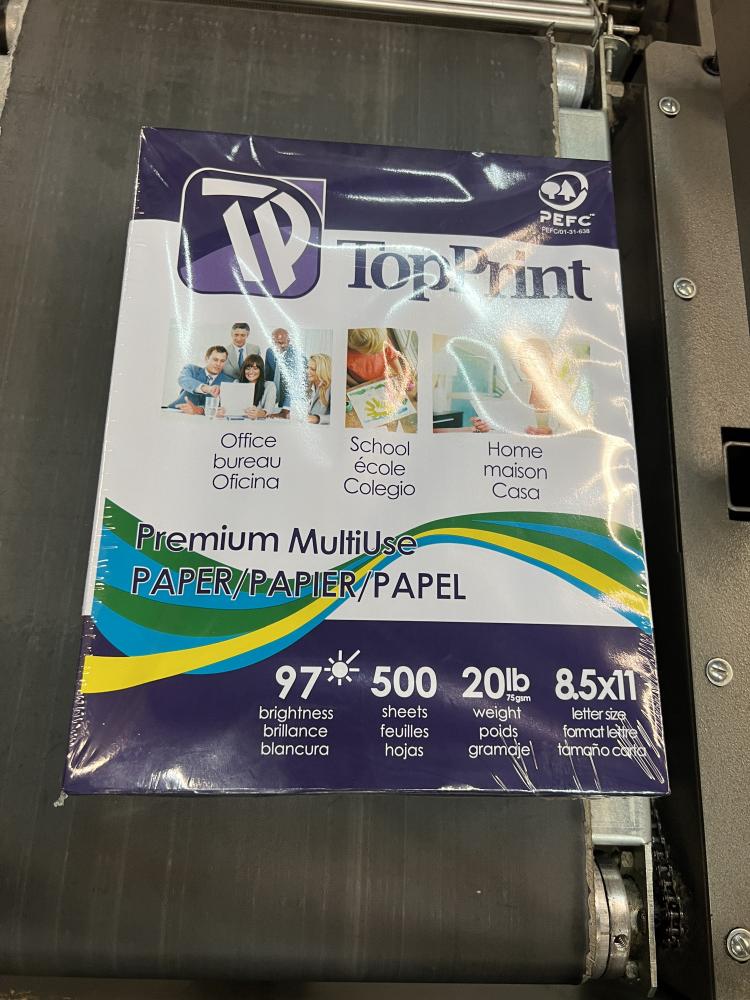 TP
PEFC™
PEFC/01-31-638
TopPrint
Office
bureau
Oficina
School
école
Colegio
Home
maison
Casa
Premium MultiUse
PAPER/PAPIER/PAPEL
97
brightness
brillance
blancura
500
sheets
feuilles
hojas
20lb
75gsm
weight
poids
gramaje
8.5x11
letter size
format lettre
tamaño carta